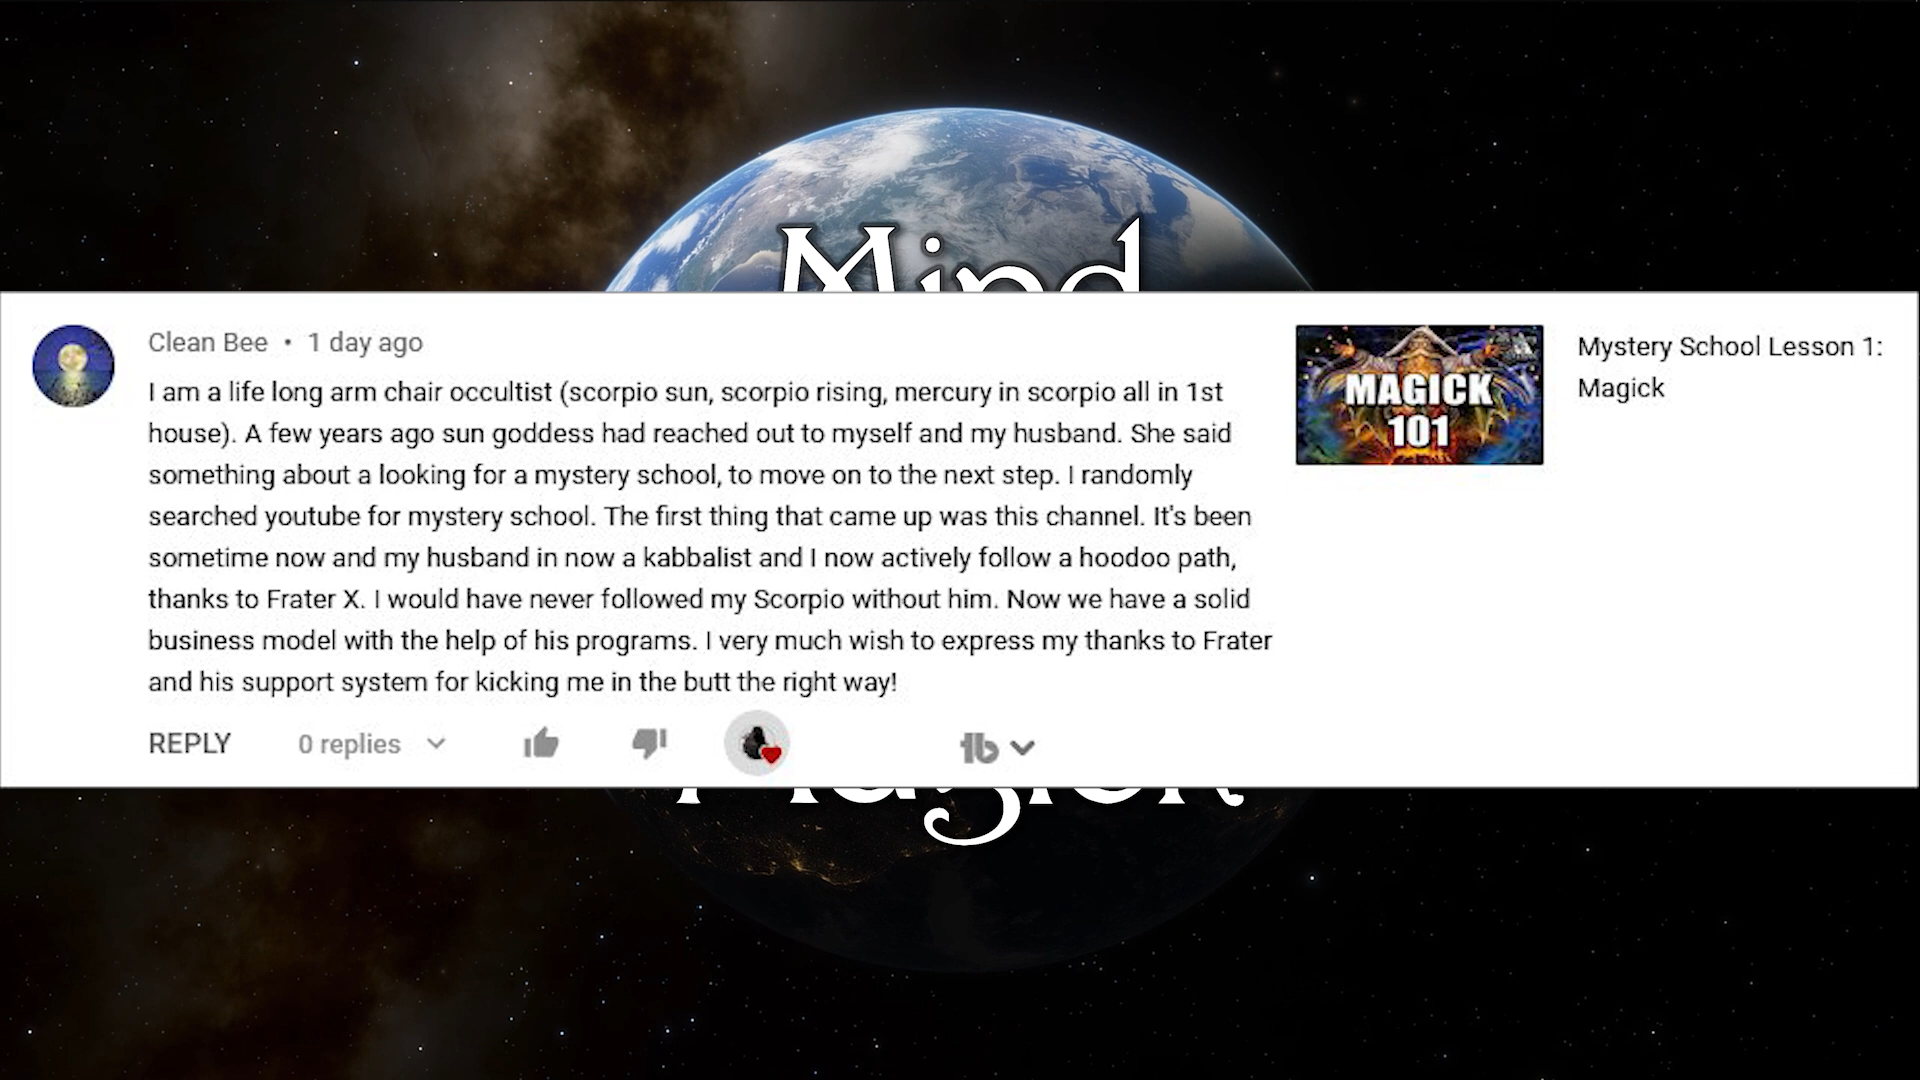 Mind
Clean Bee • 1 day ago
I am a life long arm chair occultist (scorpio sun, scorpio rising, mercury in scorpio all in 1st
house). A few years ago sun goddess had reached out to myself and my husband. She said
something about a looking for a mystery school, to move on to the next step. I randomly
searched youtube for mystery school. The first thing that came up was this channel. It's been
sometime now and my husband in now a kabbalist and I now actively follow a hoodoo path,
thanks to Frater X. I would have never followed my Scorpio without him. Now we have a solid
business model with the help of his programs. I very much wish to express my thanks to Frater
and his support system for kicking me in the butt the right way!
REPLY 0 replies
MAGICK
101
Mystery School Lesson 1:
Magick
Magick